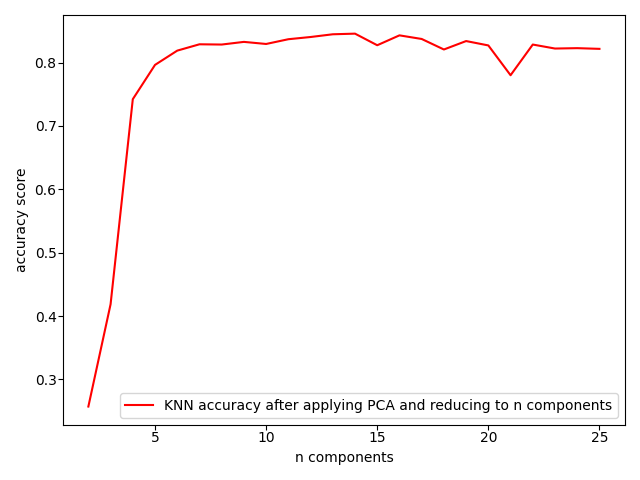 accuracy score
0.8
0.7
0.6
0.5
0.4
0.3
KNN accuracy after applying PCA and reducing to n components
5 10 15 20 25
n components